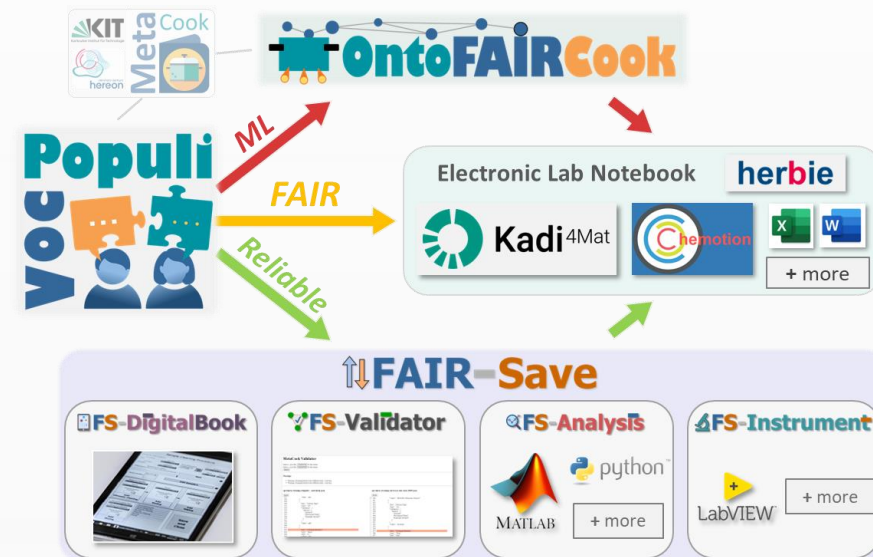 KIT
hereon
Meta
Cook
OntoFAIRCook
Voc
Populi
ML
FAIR
Reliable
Electronic Lab Notebook
herbie
Kadi4Mat
Chemotion
X
W
+ more
FAIR-Save
FS-DigitalBook
FS-Validator
FS-Analysis
FS-Instrument
MATLAB
python™
+ more
LabVIEW
+ more